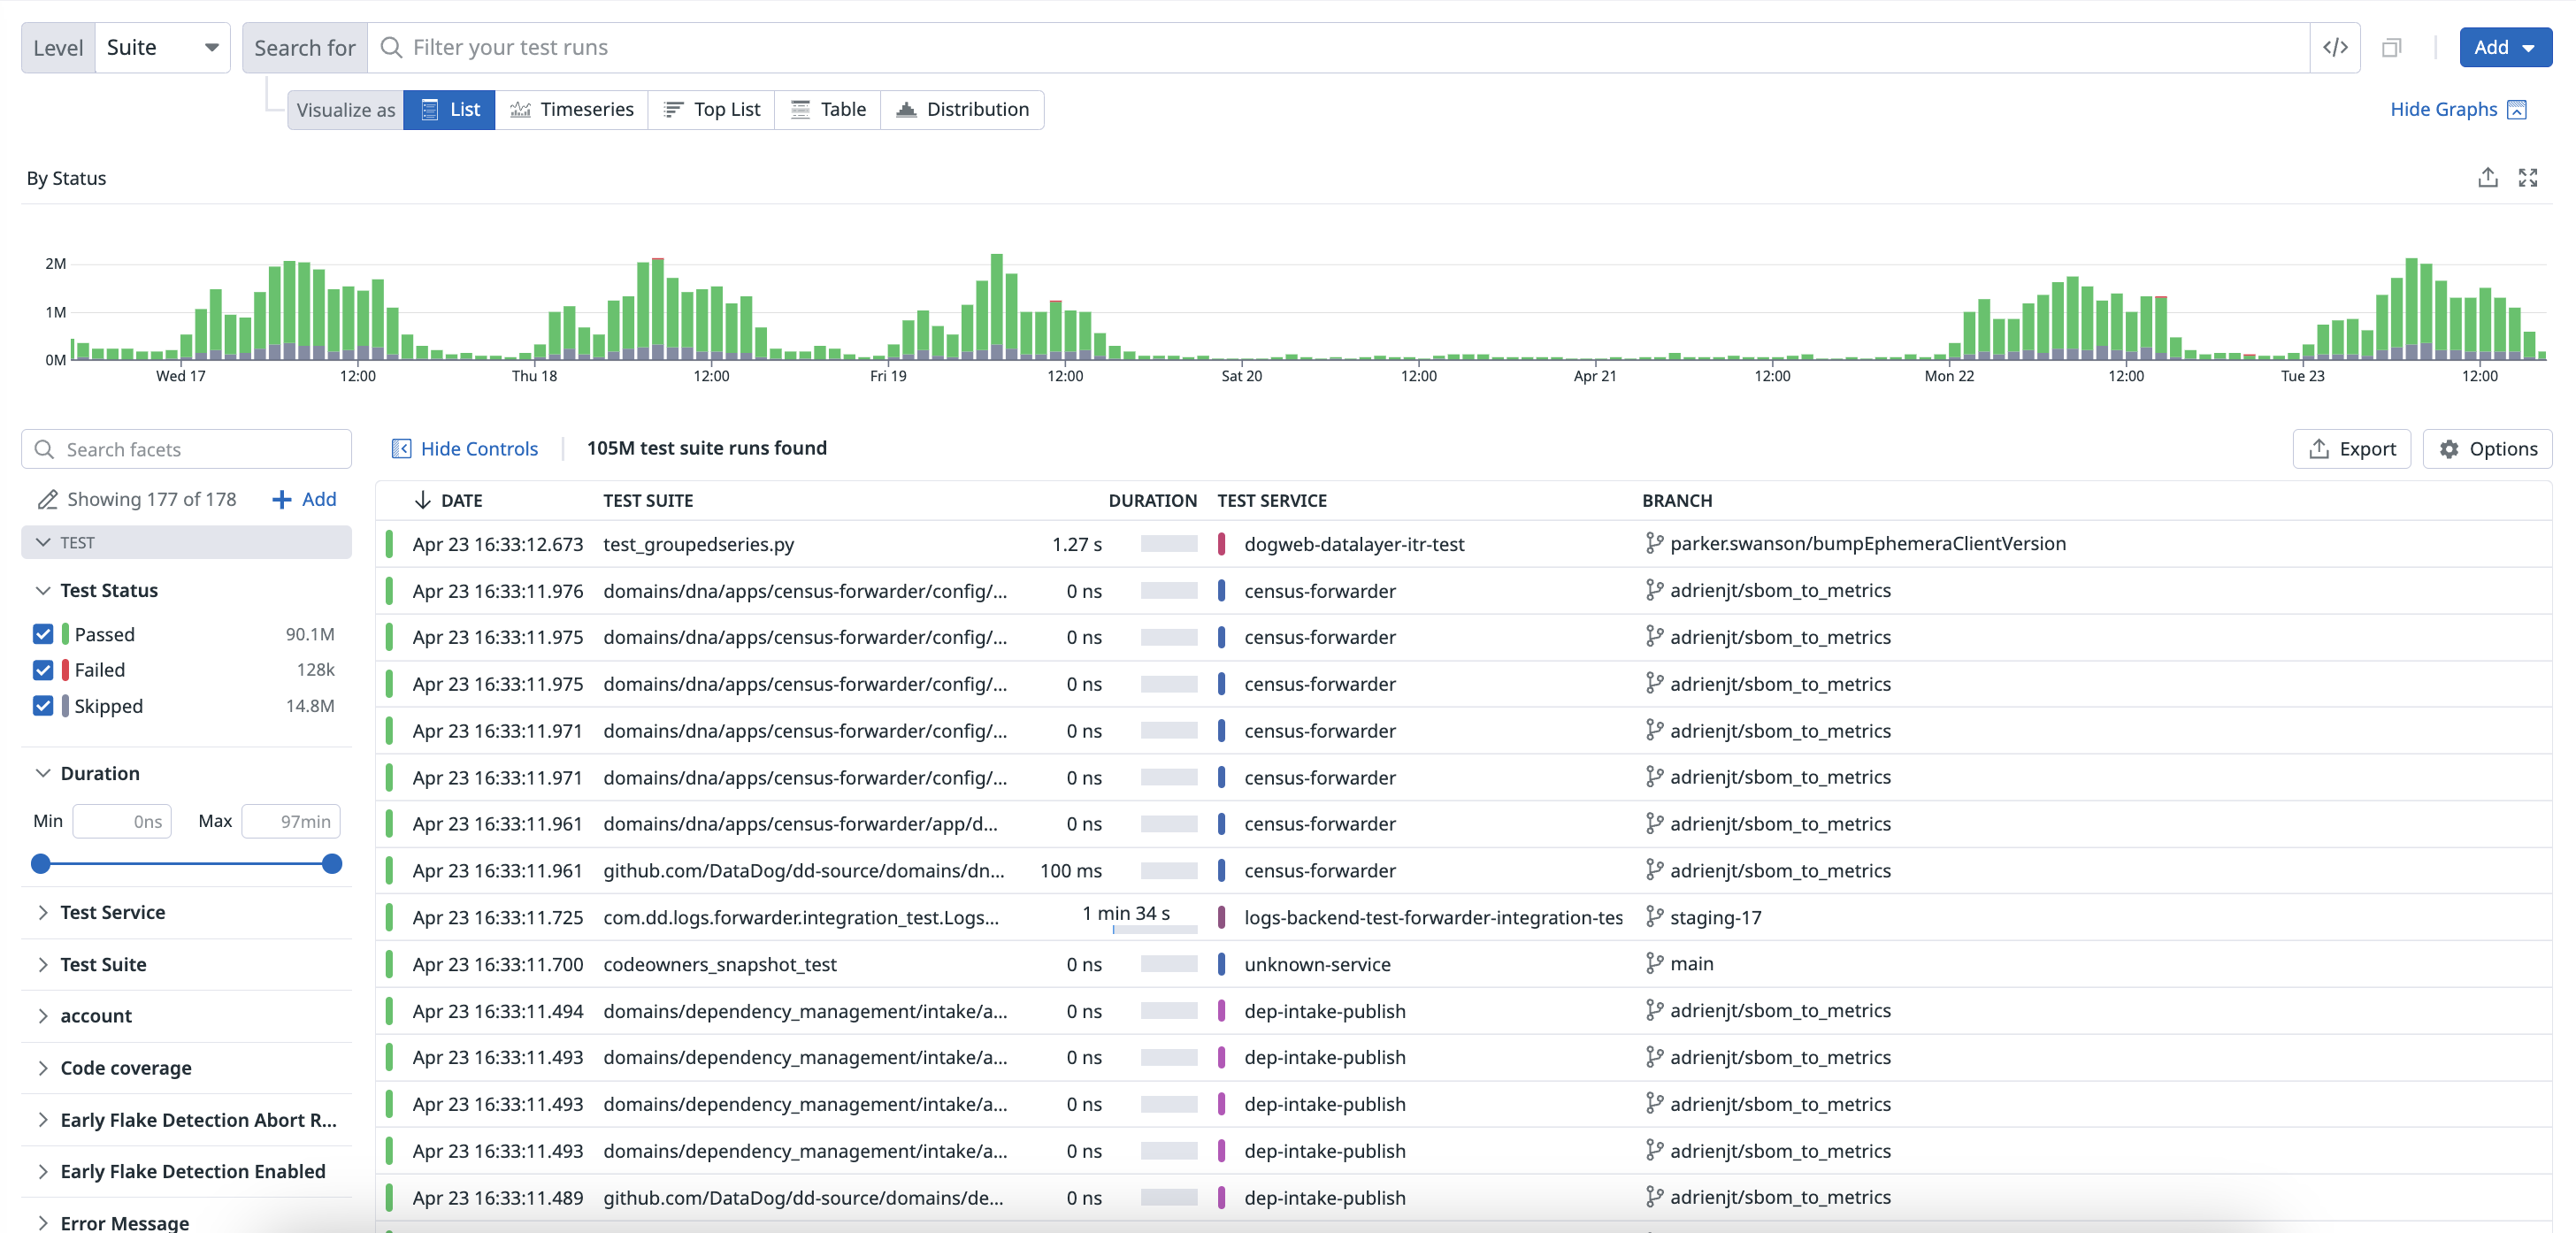 Level Suite Search for Filter your test runs </> Add
Visualize as List Timeseries Top List Table Distribution Hide Graphs
By Status
2M
1M
0M
Wed 17 12:00 Thu 18 12:00 Fri 19 12:00 Sat 20 12:00 Apr 21 12:00 Mon 22 12:00 Tue 23 12:00
Search facets
Showing 177 of 178 Add
TEST
Test Status
Passed 90.1M
Failed 128k
Skipped 14.8M
Duration
Min 0ns Max 97min
Test Service
Test Suite
account
Code coverage
Early Flake Detection Abort R...
Early Flake Detection Enabled
Error Message
Hide Controls 105M test suite runs found Export Options
DATE TEST SUITE DURATION TEST SERVICE BRANCH
Apr 23 16:33:12.673 test_groupedseries.py 1.27 s dogweb-datalayer-itr-test parker.swanson/bumpEphemeraClientVersion
Apr 23 16:33:11.976 domains/dna/apps/census-forwarder/config/... 0 ns census-forwarder adrienjt/sbom_to_metrics
Apr 23 16:33:11.975 domains/dna/apps/census-forwarder/config/... 0 ns census-forwarder adrienjt/sbom_to_metrics
Apr 23 16:33:11.975 domains/dna/apps/census-forwarder/config/... 0 ns census-forwarder adrienjt/sbom_to_metrics
Apr 23 16:33:11.971 domains/dna/apps/census-forwarder/config/... 0 ns census-forwarder adrienjt/sbom_to_metrics
Apr 23 16:33:11.971 domains/dna/apps/census-forwarder/config/... 0 ns census-forwarder adrienjt/sbom_to_metrics
Apr 23 16:33:11.961 domains/dna/apps/census-forwarder/app/d... 0 ns census-forwarder adrienjt/sbom_to_metrics
Apr 23 16:33:11.961 github.com/DataDog/dd-source/domains/dn... 100 ms census-forwarder adrienjt/sbom_to_metrics
Apr 23 16:33:11.725 com.dd.logs.forwarder.integration_test.Logs... 1 min 34 s logs-backend-test-forwarder-integration-tes staging-17
Apr 23 16:33:11.700 codeowners_snapshot_test 0 ns unknown-service main
Apr 23 16:33:11.494 domains/dependency_management/intake/a... 0 ns dep-intake-publish adrienjt/sbom_to_metrics
Apr 23 16:33:11.493 domains/dependency_management/intake/a... 0 ns dep-intake-publish adrienjt/sbom_to_metrics
Apr 23 16:33:11.493 domains/dependency_management/intake/a... 0 ns dep-intake-publish adrienjt/sbom_to_metrics
Apr 23 16:33:11.493 domains/dependency_management/intake/a... 0 ns dep-intake-publish adrienjt/sbom_to_metrics
Apr 23 16:33:11.489 github.com/DataDog/dd-source/domains/de... 0 ns dep-intake-publish adrienjt/sbom_to_metrics